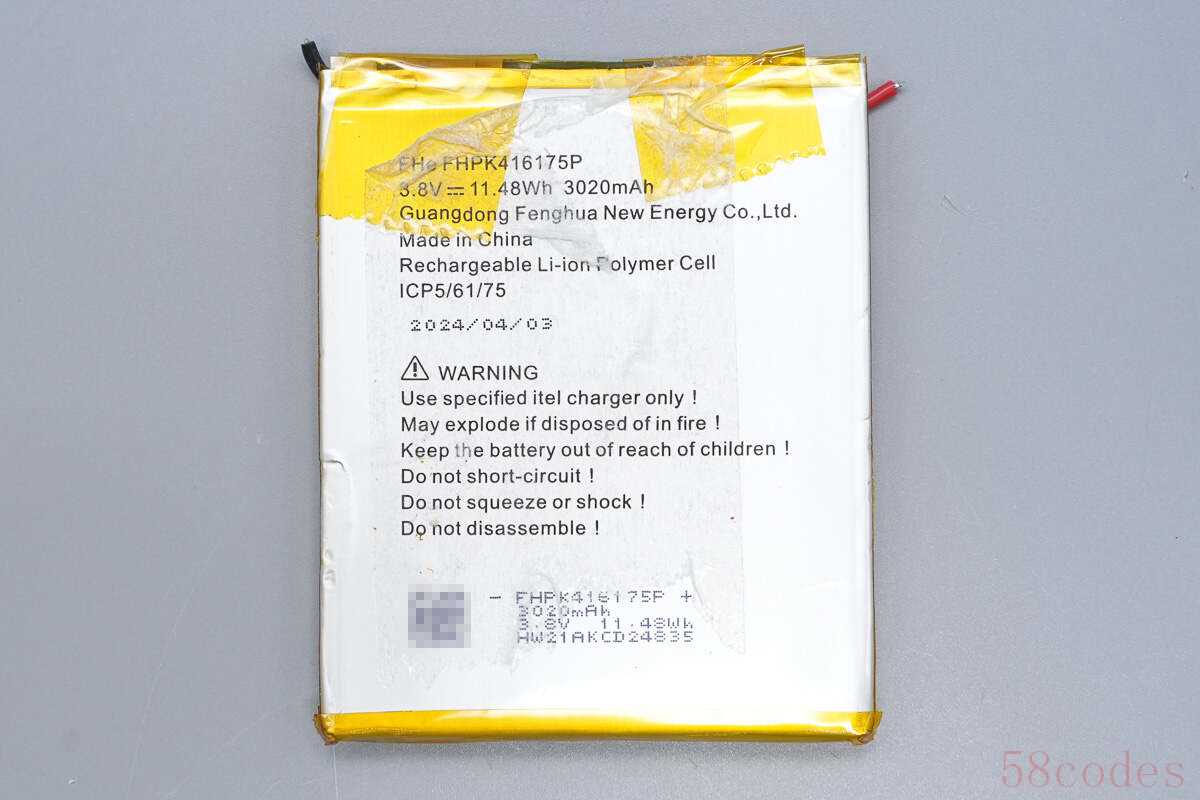 FHe FHPK416175P
3.8V⎓11.48Wh 3020mAh
Guangdong Fenghua New Energy Co.,Ltd.
Made in China
Rechargeable Li-ion Polymer Cell
ICP5/61/75
2024/04/03
⚠ WARNING
Use specified itel charger only！
May explode if disposed of in fire！
Keep the battery out of reach of children！
Do not short-circuit！
Do not squeeze or shock！
Do not disassemble！
- FHPK416175P +
3020mAh
3.8V 11.48Wh
HW21AKCD24835
58codes